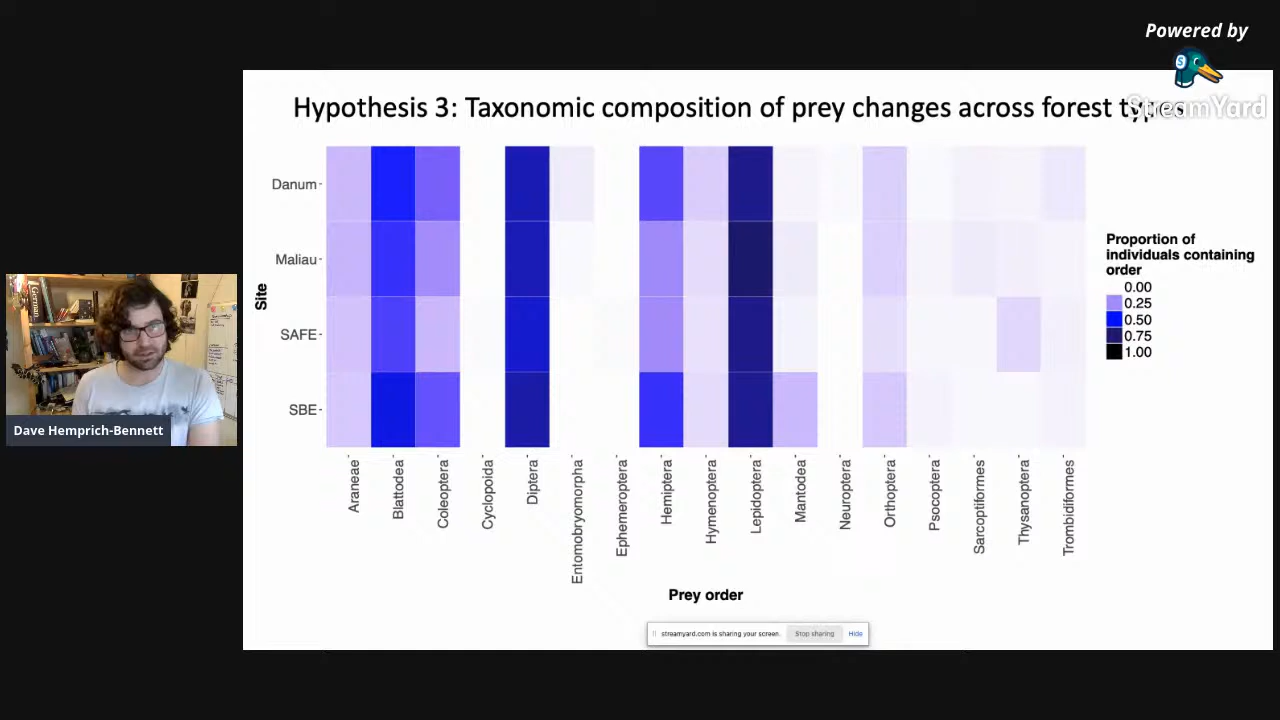 Powered by
StreamYard
Hypothesis 3: Taxonomic composition of prey changes across forest types
Danum
Maliau
SAFE
SBE
Site
Proportion of
individuals containing
order
0.00
0.25
0.50
0.75
1.00
German
Dave Hemprich-Bennett
Araneae
Blattodea
Coleoptera
Cyclopoida
Diptera
Entomobryomorpha
Ephemeroptera
Hemiptera
Hymenoptera
Lepidoptera
Mantodea
Neuroptera
Orthoptera
Psocoptera
Sarcoptiformes
Thysanoptera
Trombidiformes
Prey order
streamyard.com is sharing your screen. Stop sharing Hide